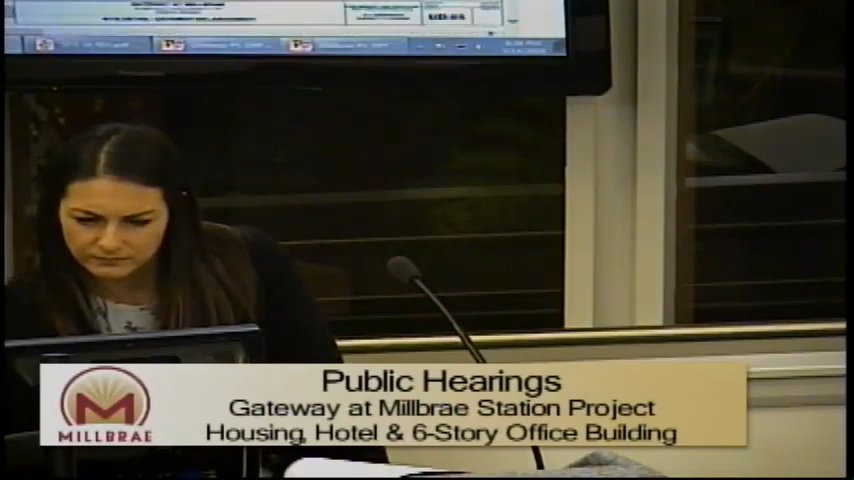 MILLBRAE
Public Hearings
Gateway at Millbrae Station Project
Housing, Hotel & 6-Story Office Building